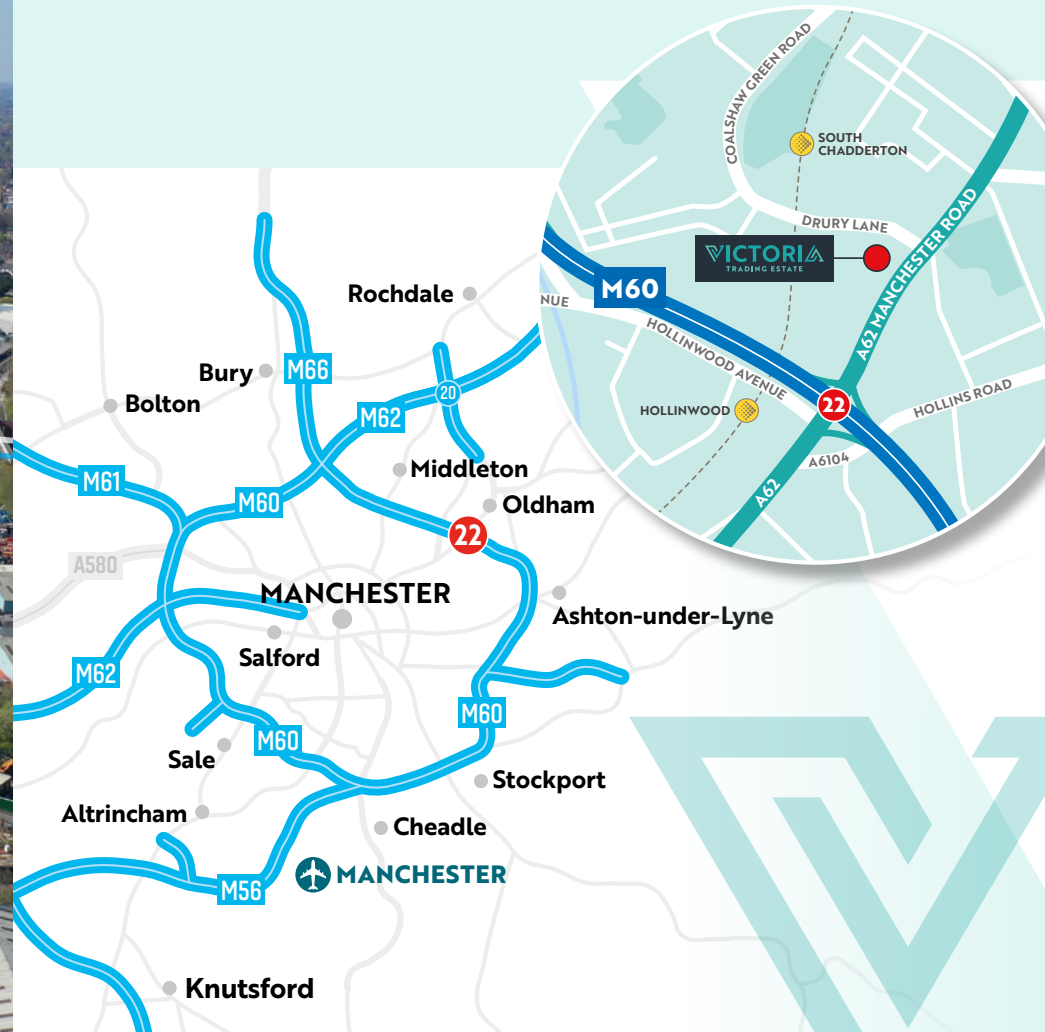 COALSHAW GREEN ROAD
SOUTH
CHADDERTON
DRURY LANE
VICTORIA
TRADING ESTATE
A62 MANCHESTER ROAD
M60
NUE
HOLLINWOOD AVENUE
HOLLINWOOD
22
HOLLINS ROAD
A6104
A62
Rochdale
Bury
M66
Bolton
20
M62
Middleton
M61
M60
Oldham
22
A580
MANCHESTER
Ashton-under-Lyne
Salford
M62
M60
M60
Sale
Stockport
Altrincham
Cheadle
MANCHESTER
M56
Knutsford